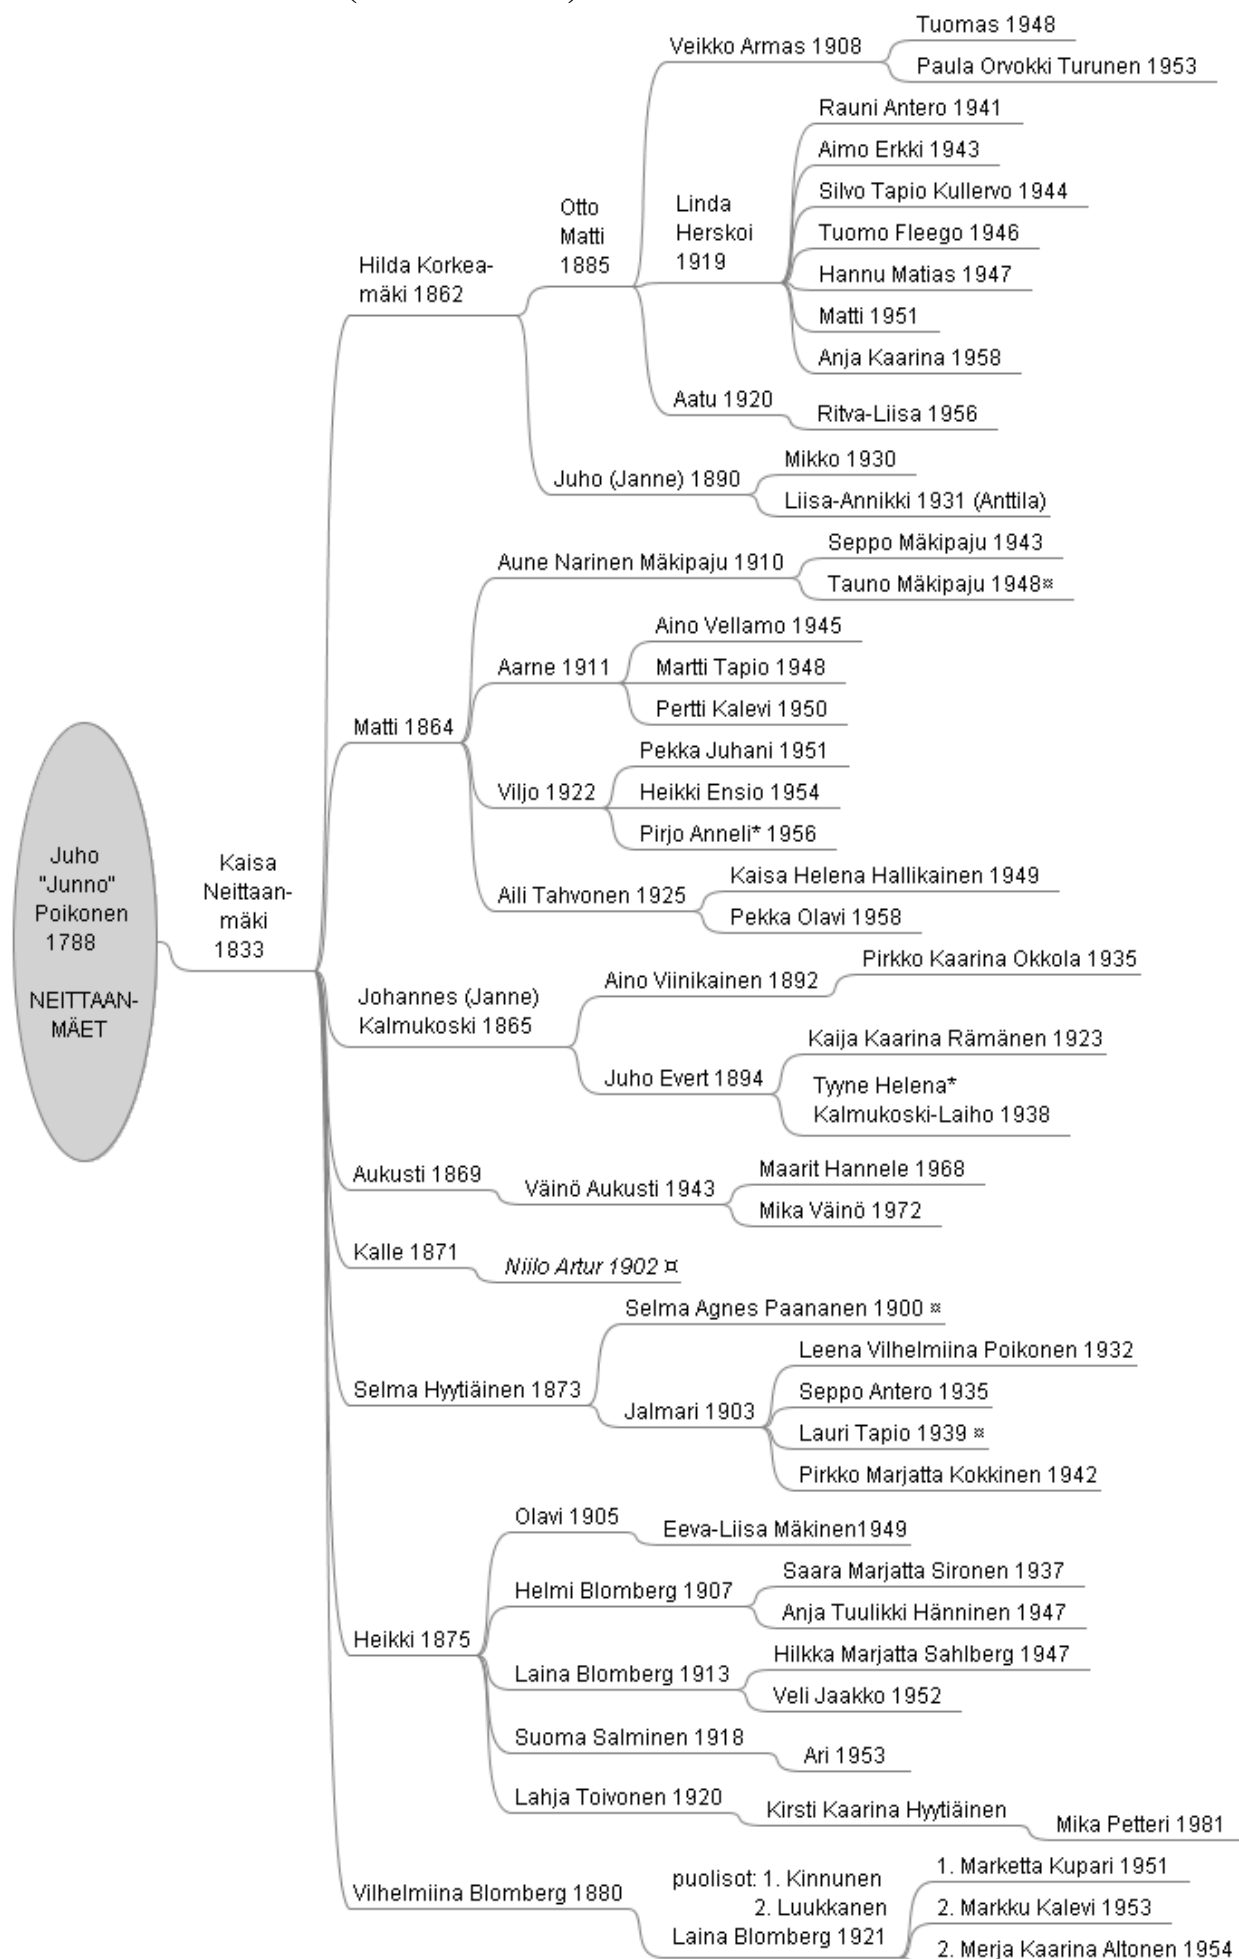 Tuomas 1948
Veikko Armas 1908
Paula Orvokki Turunen 1953
Rauni Antero 1941
Aimo Erkki 1943
Silvo Tapio Kullervo 1944
Otto
Matti
1885
Linda
Herskoi
1919
Tuomo Fleego 1946
Hilda Korkea-
mäki 1862
Hannu Matias 1947
Matti 1951
Anja Kaarina 1958
Aatu 1920
Ritva-Liisa 1956
Mikko 1930
Juho (Janne) 1890
Liisa-Annikki 1931 (Anttila)
Seppo Mäkipaju 1943
Aune Narinen Mäkipaju 1910
Tauno Mäkipaju 1948¤
Aino Vellamo 1945
Aarne 1911
Martti Tapio 1948
Pertti Kalevi 1950
Matti 1864
Pekka Juhani 1951
Viljo 1922
Heikki Ensio 1954
Pirjo Anneli* 1956
Juho
"Junno"
Poikonen
1788
NEITTAAN-
MÄET
Kaisa
Neittaan-
mäki
1833
Kaisa Helena Hallikainen 1949
Aili Tahvonen 1925
Pekka Olavi 1958
Pirkko Kaarina Okkola 1935
Aino Viinikainen 1892
Johannes (Janne)
Kalmukoski 1865
Kaija Kaarina Rämänen 1923
Juho Evert 1894
Tyyne Helena*
Kalmukoski-Laiho 1938
Maarit Hannele 1968
Aukusti 1869
Väinö Aukusti 1943
Mika Väinö 1972
Kalle 1871
Niilo Artur 1902 ¤
Selma Agnes Paananen 1900 ¤
Leena Vilhelmiina Poikonen 1932
Selma Hyytiäinen 1873
Seppo Antero 1935
Jalmari 1903
Lauri Tapio 1939 ¤
Pirkko Marjatta Kokkinen 1942
Olavi 1905
Eeva-Liisa Mäkinen1949
Saara Marjatta Sironen 1937
Helmi Blomberg 1907
Anja Tuulikki Hänninen 1947
Heikki 1875
Hilkka Marjatta Sahlberg 1947
Laina Blomberg 1913
Veli Jaakko 1952
Suoma Salminen 1918
Ari 1953
Lahja Toivonen 1920
Kirsti Kaarina Hyytiäinen
Mika Petteri 1981
Vilhelmiina Blomberg 1880
puolisot: 1. Kinnunen
2. Luukkanen
Laina Blomberg 1921
1. Marketta Kupari 1951
2. Markku Kalevi 1953
2. Merja Kaarina Altonen 1954